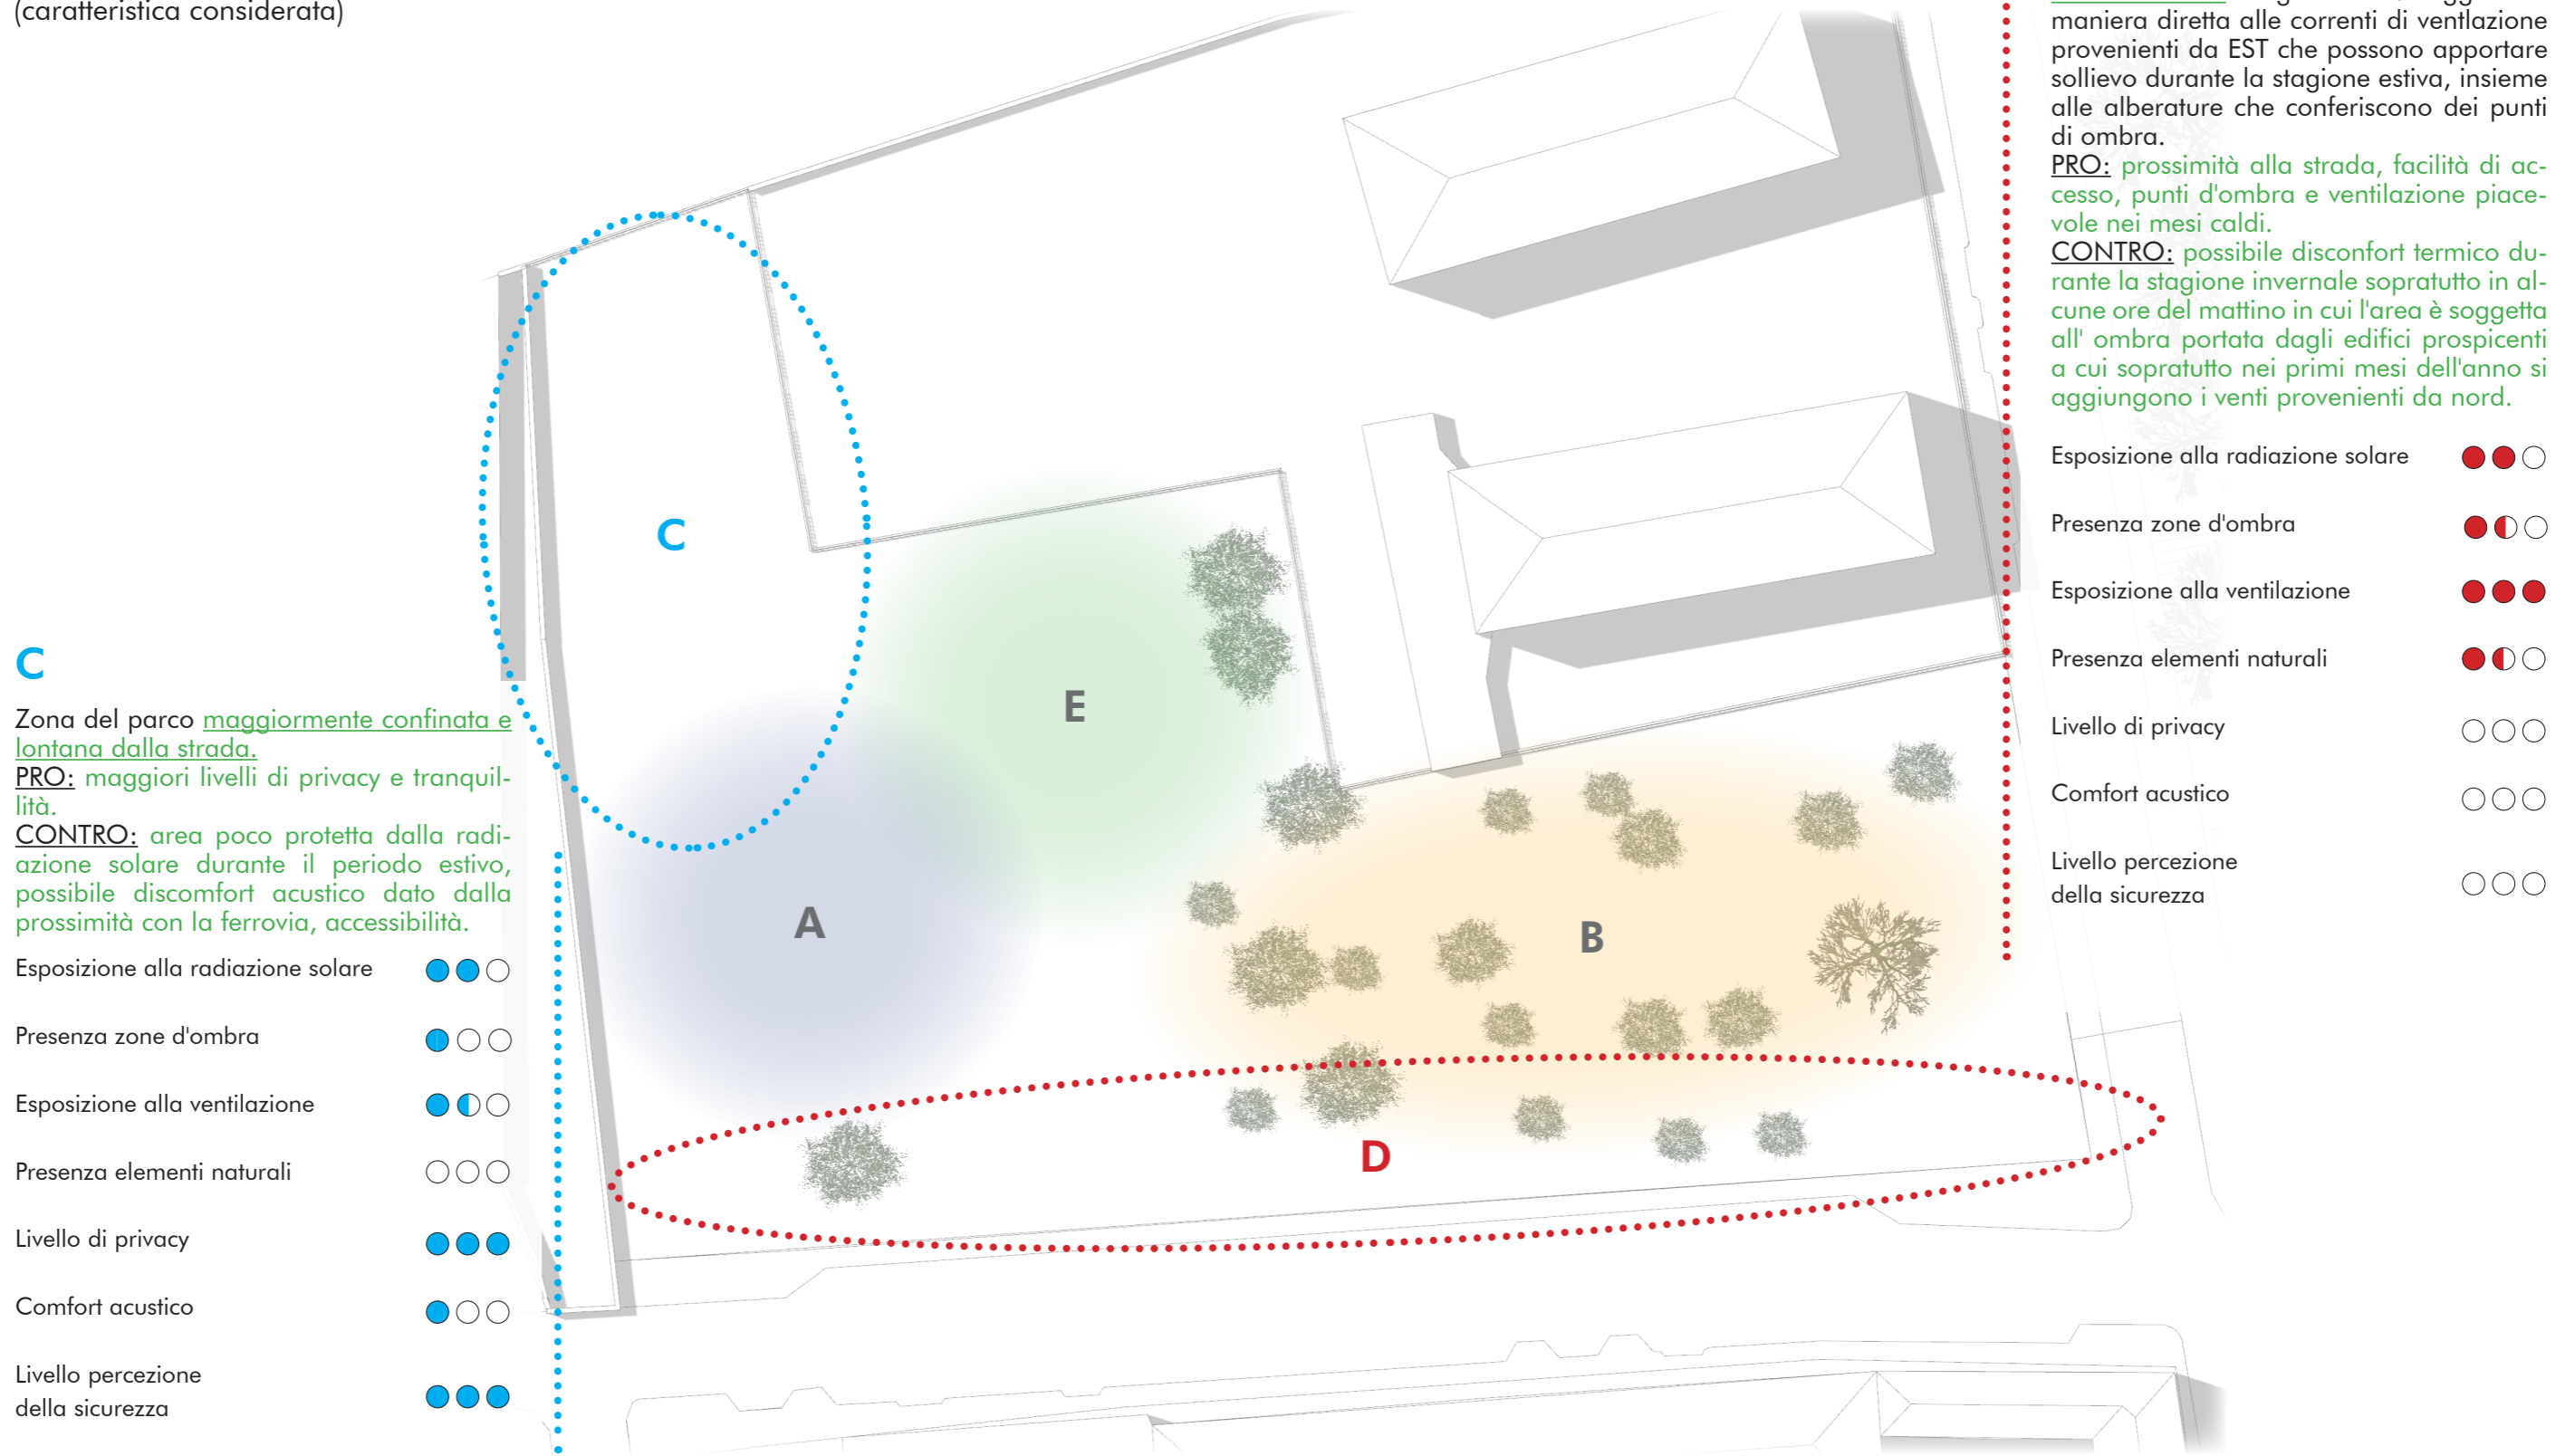 (caratteristica considerata)
C
Zona del parco maggiormente confinata e
lontana dalla strada.
PRO: maggiori livelli di privacy e tranquil-
lità.
CONTRO: area poco protetta dalla radi-
azione solare durante il periodo estivo,
possibile discomfort acustico dato dalla
prossimità con la ferrovia, accessibilità.
Esposizione alla radiazione solare
Presenza zone d'ombra
Esposizione alla ventilazione
Presenza elementi naturali
Livello di privacy
Comfort acustico
Livello percezione
della sicurezza
C
E
A
B
D
maniera diretta alle correnti di ventlazione
provenienti da EST che possono apportare
sollievo durante la stagione estiva, insieme
alle alberature che conferiscono dei punti
di ombra.
PRO: prossimità alla strada, facilità di ac-
cesso, punti d'ombra e ventilazione piace-
vole nei mesi caldi.
CONTRO: possibile disconfort termico du-
rante la stagione invernale sopratutto in al-
cune ore del mattino in cui l'area è soggetta
all' ombra portata dagli edifici prospicenti
a cui sopratutto nei primi mesi dell'anno si
aggiungono i venti provenienti da nord.
Esposizione alla radiazione solare
Presenza zone d'ombra
Esposizione alla ventilazione
Presenza elementi naturali
Livello di privacy
Comfort acustico
Livello percezione
della sicurezza